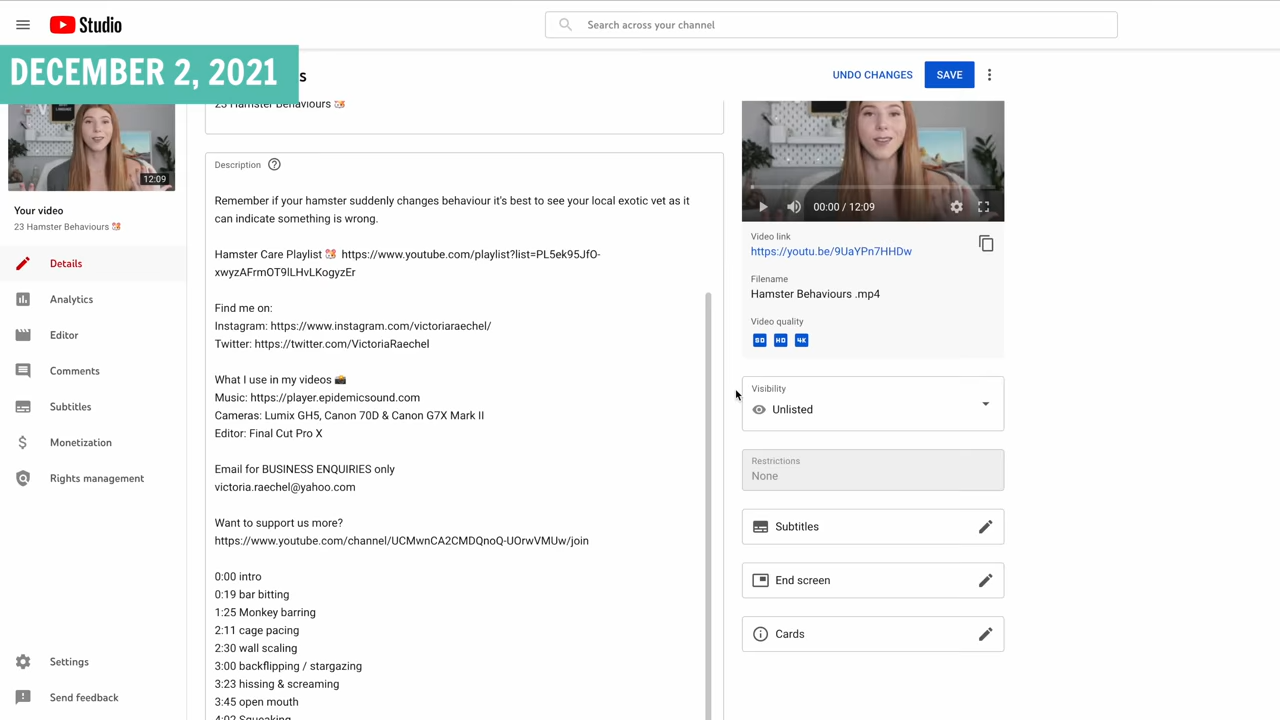 Studio
Search across your channel
DECEMBER 2, 2021
UNDO CHANGES
SAVE
23 Hamster Behaviours 🐹
12:09
Your video
23 Hamster Behaviours 🐹
Details
Analytics
Editor
Comments
Subtitles
Monetization
Rights management
Settings
Send feedback
Description
Remember if your hamster suddenly changes behaviour it's best to see your local exotic vet as it
can indicate something is wrong.
Hamster Care Playlist 🐹 https://www.youtube.com/playlist?list=PL5ek95JfO-
xwyzAFrmOT9lLHvLKogyzEr
Find me on:
Instagram: https://www.instagram.com/victoriaraechel/
Twitter: https://twitter.com/VictoriaRaechel
What I use in my videos 📸
Music: https://player.epidemicsound.com
Cameras: Lumix GH5, Canon 70D & Canon G7X Mark II
Editor: Final Cut Pro X
Email for BUSINESS ENQUIRIES only
victoria.raechel@yahoo.com
Want to support us more?
https://www.youtube.com/channel/UCMwnCA2CMDQnoQ-UOrwVMUw/join
0:00 intro
0:19 bar bitting
1:25 Monkey barring
2:11 cage pacing
2:30 wall scaling
3:00 backflipping / stargazing
3:23 hissing & screaming
3:45 open mouth
4:02 Squeaking
00:00 / 12:09
Video link
https://youtu.be/9UaYPn7HHDw
Filename
Hamster Behaviours .mp4
Video quality
SD HD 4K
Visibility
Unlisted
Restrictions
None
Subtitles
End screen
Cards